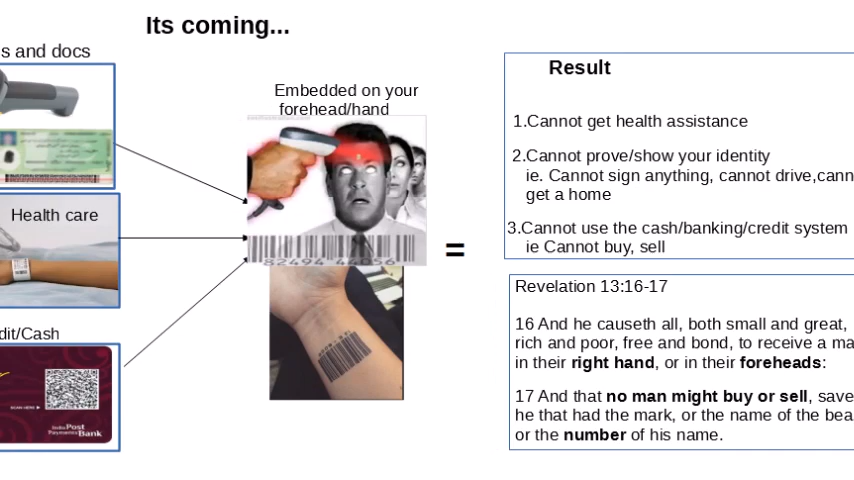 Its coming...
s and docs
Health care
dit/Cash
SCAN HERE
India Post
Payments Bank
Embedded on your
forehead/hand
82494 44056
=
Result
1.Cannot get health assistance
2.Cannot prove/show your identity
ie. Cannot sign anything, cannot drive,cann
get a home
3.Cannot use the cash/banking/credit system
ie Cannot buy, sell
Revelation 13:16-17
16 And he causeth all, both small and great,
rich and poor, free and bond, to receive a ma
in their right hand, or in their foreheads:
17 And that no man might buy or sell, save
he that had the mark, or the name of the bea
or the number of his name.